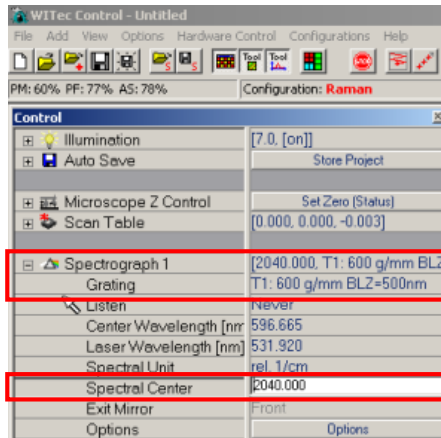 WITec Control - Untitled
File Add View Options Hardware Control Configurations Help
Tool Tool
PM: 60% PF: 77% AS: 78% Configuration: Raman
Control
Illumination [7.0, [on]]
Auto Save Store Project
Microscope Z Control Set Zero (Status)
Scan Table [0.000, 0.000, -0.003]
Spectrograph 1 [2040.000, T1: 600 g/mm BLZ
Grating T1: 600 g/mm BLZ=500nm
Listen Never
Center Wavelength [nm 596.665
Laser Wavelength [nm] 531.920
Spectral Unit rel. 1/cm
Spectral Center 2040.000
Exit Mirror Front
Options Options